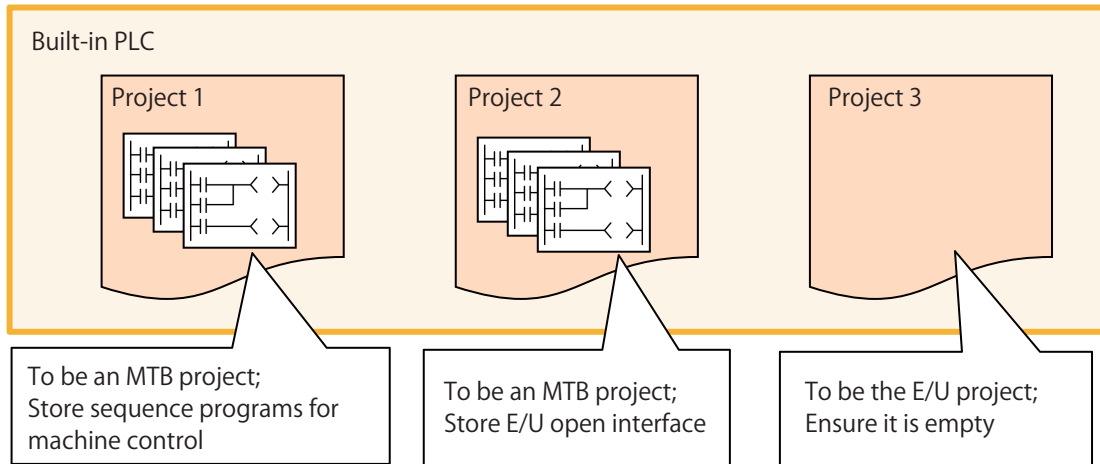 Built-in PLC
Project 1
Project 2
Project 3
To be an MTB project;
Store sequence programs for
machine control
To be an MTB project;
Store E/U open interface
To be the E/U project;
Ensure it is empty